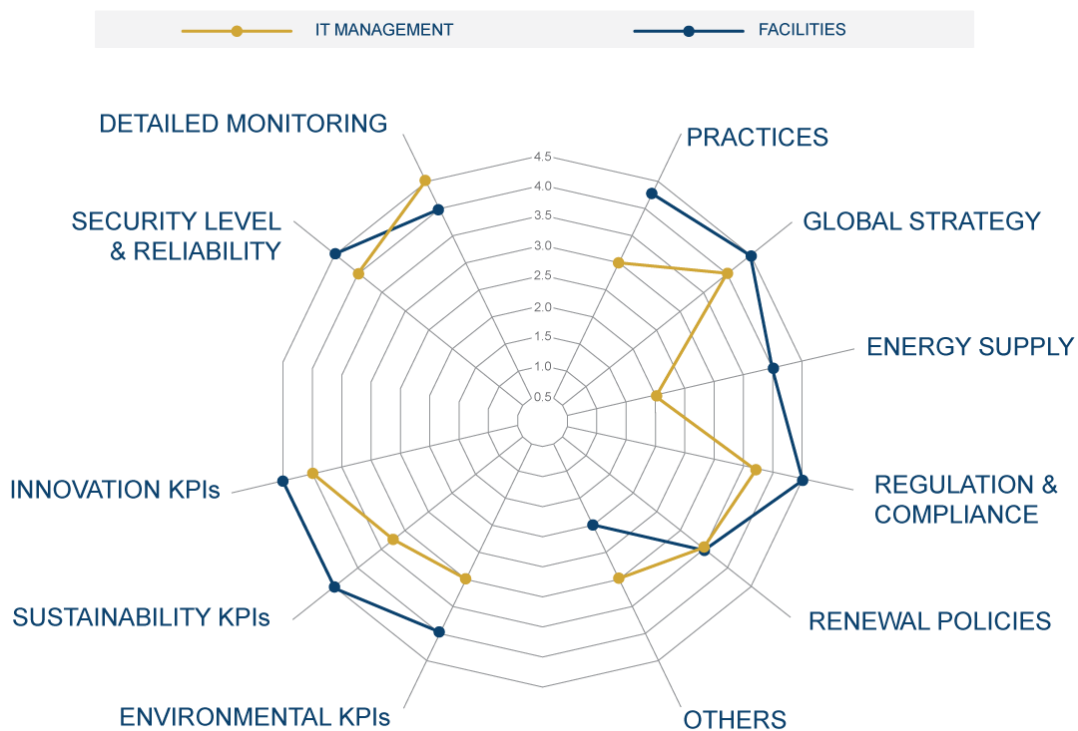 IT MANAGEMENT
FACILITIES
DETAILED MONITORING
PRACTICES
SECURITY LEVEL
& RELIABILITY
GLOBAL STRATEGY
ENERGY SUPPLY
4.5
4.0
3.5
3.0
2.5
2.0
1.5
1.0
0.5
INNOVATION KPIs
REGULATION &
COMPLIANCE
SUSTAINABILITY KPIs
RENEWAL POLICIES
ENVIRONMENTAL KPIs
OTHERS